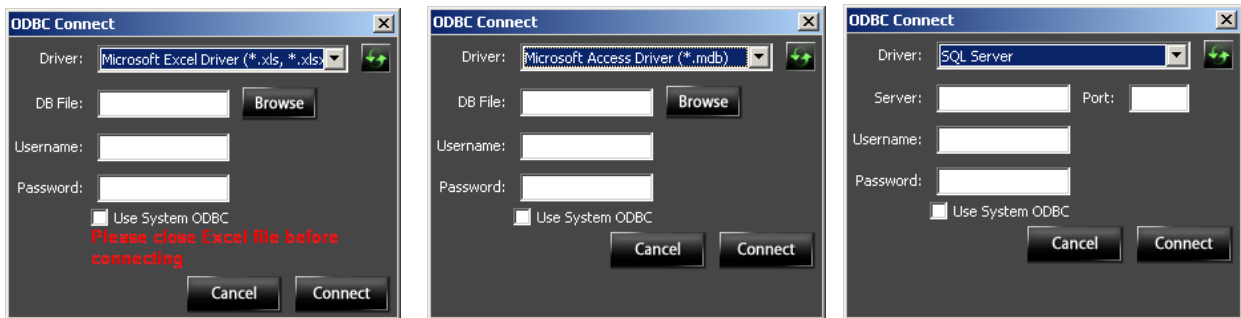 ODBC Connect
Driver: Microsoft Excel Driver (*.xls, *.xlsx
DB File: Browse
Username:
Password:
Use System ODBC
Please close Excel file before
connecting
Cancel Connect
ODBC Connect
Driver: Microsoft Access Driver (*.mdb)
DB File: Browse
Username:
Password:
Use System ODBC
Cancel Connect
ODBC Connect
Driver: SQL Server
Server: Port:
Username:
Password:
Use System ODBC
Cancel Connect